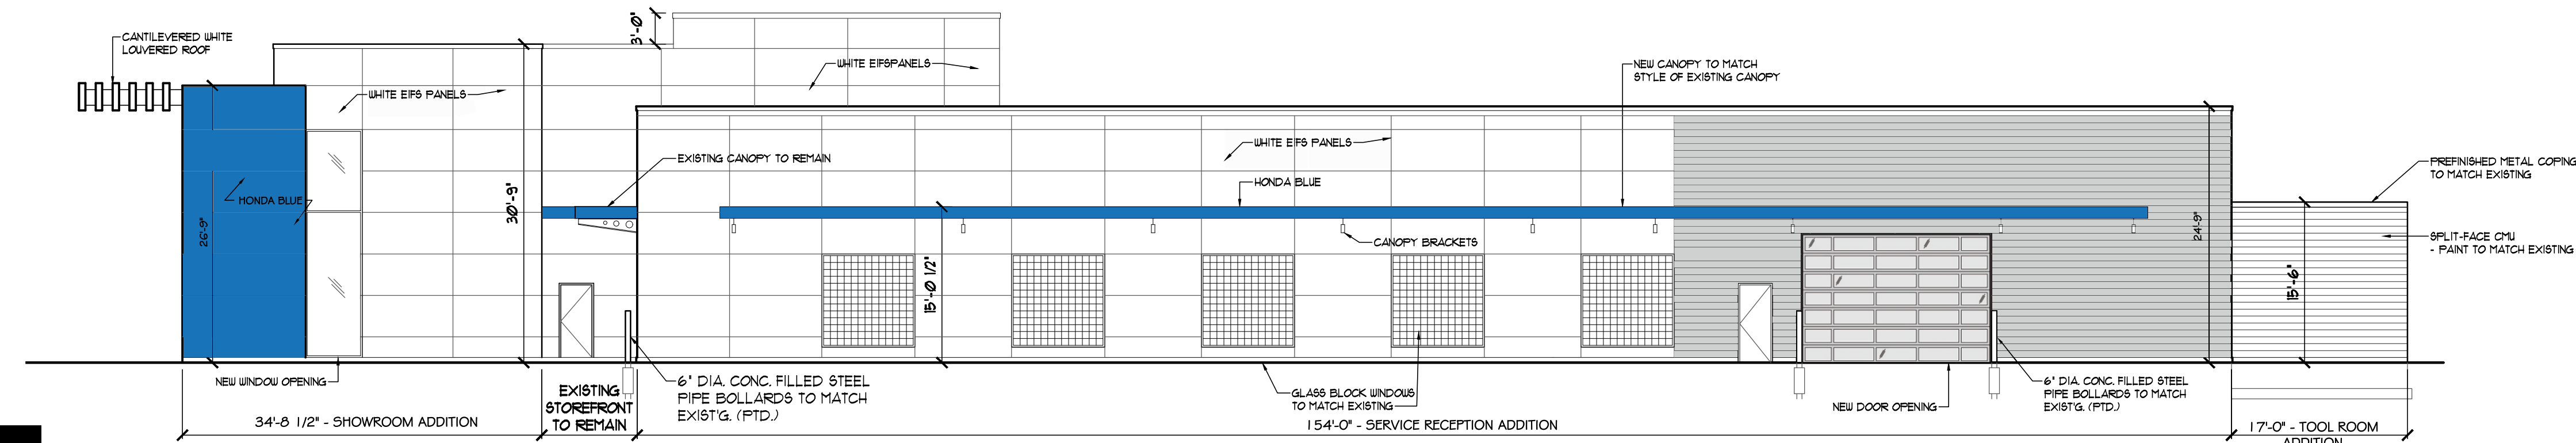 CANTILEVERED WHITE
LOUVERED ROOF
3'-0"
WHITE EIFSPANELS
NEW CANOPY TO MATCH
STYLE OF EXISTING CANOPY
WHITE EIFS PANELS
WHITE EIFS PANELS
EXISTING CANOPY TO REMAIN
PREFINISHED METAL COPING
TO MATCH EXISTING
HONDA BLUE
HONDA BLUE
30'-9"
26'-9"
24'-9"
CANOPY BRACKETS
SPLIT-FACE CMU
- PAINT TO MATCH EXISTING
15'-0 1/2"
15'-6"
NEW WINDOW OPENING
6" DIA. CONC. FILLED STEEL
PIPE BOLLARDS TO MATCH
EXIST'G. (PTD.)
GLASS BLOCK WINDOWS
TO MATCH EXISTING
NEW DOOR OPENING
6" DIA. CONC. FILLED STEEL
PIPE BOLLARDS TO MATCH
EXIST'G. (PTD.)
34'-8 1/2" - SHOWROOM ADDITION
EXISTING
STOREFRONT
TO REMAIN
154'-0" - SERVICE RECEPTION ADDITION
17'-0" - TOOL ROOM
ADDITION